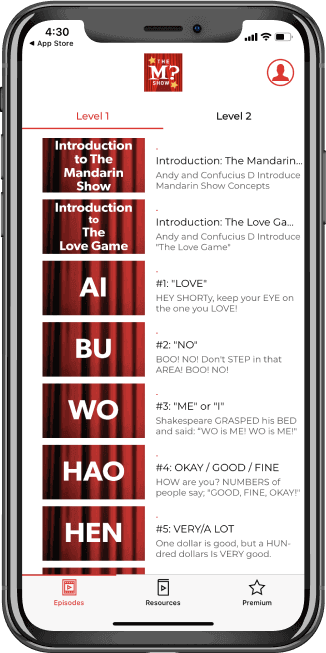 4:30
◀ App Store
THE
M?
SHOW
Level 1
Level 2
Introduction
to The
Mandarin
Show
.
Introduction: The Mandarin...
Andy and Confucius D Introduce
Mandarin Show Concepts
Introduction
to
The
Love Game
.
Introduction: The Love Ga...
Andy and Confucius D Introduce
"The Love Game"
AI
.
#1: "LOVE"
HEY SHORTy, keep your EYE on
the one you LOVE!
BU
.
#2: "NO"
BOO! NO! Don't STEP in that
AREA! BOO! NO!
WO
.
#3: "ME" or "I"
Shakespeare GRASPED his BED
and said: "WO is ME! WO is ME!"
HAO
.
#4: OKAY / GOOD / FINE
HOW are you? NUMBERS of
people say; "GOOD, FINE, OKAY!"
HEN
.
#5: VERY/A LOT
One dollar is good, but a HUN-
dred dollars Is VERY good.
Episodes
Resources
Premium